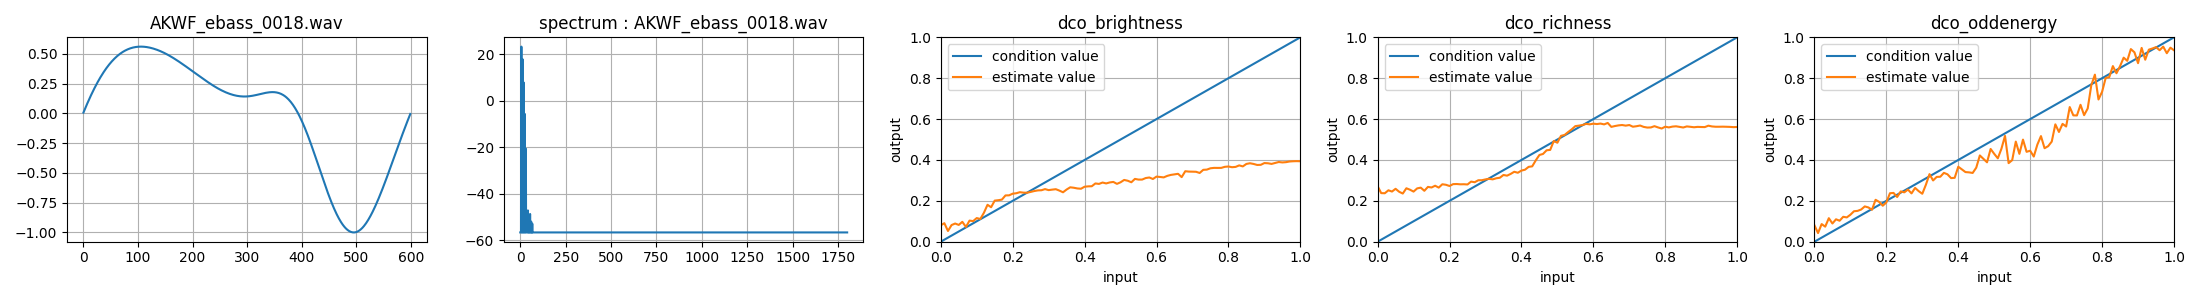 AKWF_ebass_0018.wav
0.50
0.25
0.00
−0.25
−0.50
−0.75
−1.00
0 100 200 300 400 500 600
spectrum : AKWF_ebass_0018.wav
20
0
−20
−40
−60
0 250 500 750 1000 1250 1500 1750
dco_brightness
condition value
estimate value
output
1.0
0.8
0.6
0.4
0.2
0.0
0.0 0.2 0.4 0.6 0.8 1.0
input
dco_richness
condition value
estimate value
output
1.0
0.8
0.6
0.4
0.2
0.0
0.0 0.2 0.4 0.6 0.8 1.0
input
dco_oddenergy
condition value
estimate value
output
1.0
0.8
0.6
0.4
0.2
0.0
0.0 0.2 0.4 0.6 0.8 1.0
input